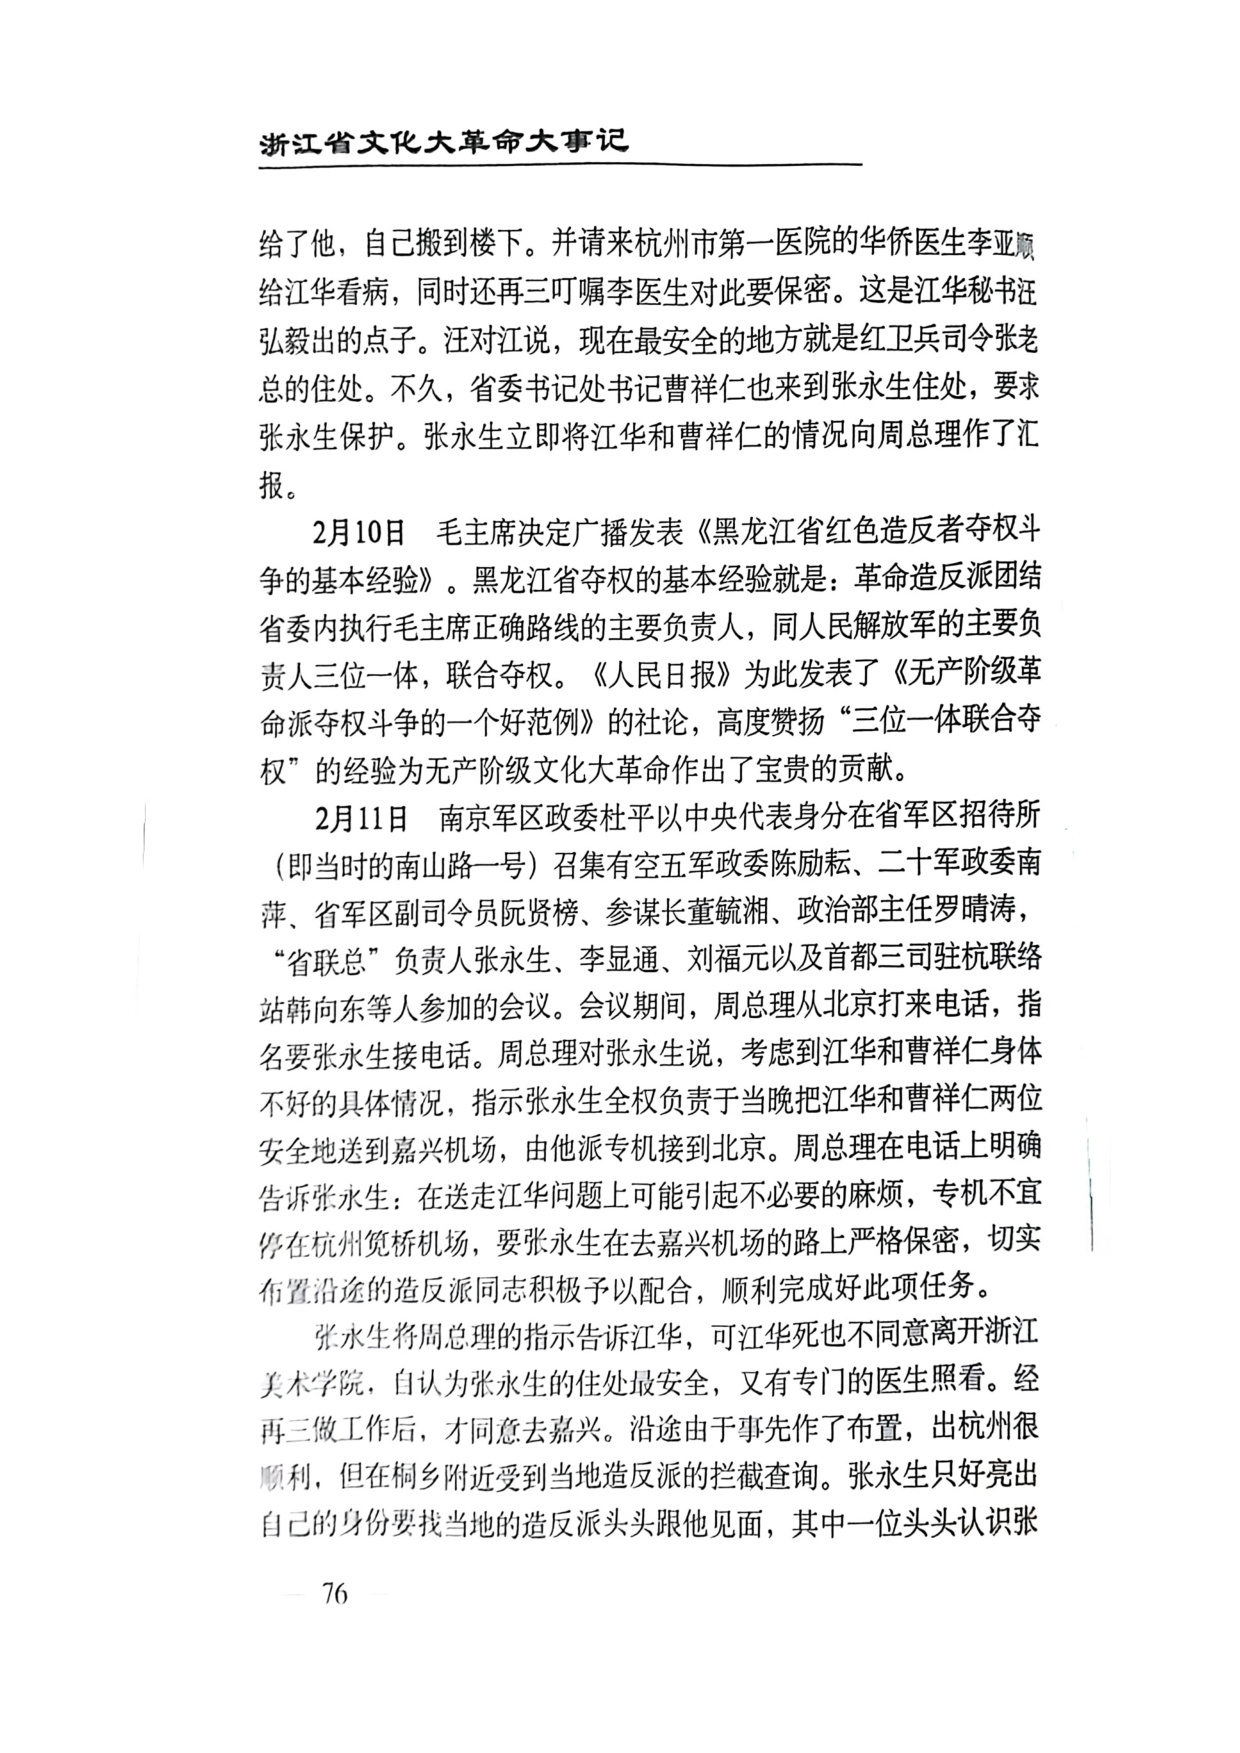 浙江省文化大革命大事记
给了他，自己搬到楼下。并请来杭州市第一医院的华侨医生李亚顺
给江华看病，同时还再三叮嘱李医生对此要保密。这是江华秘书汪
弘毅出的点子。汪对江说，现在最安全的地方就是红卫兵司令张老
总的住处。不久，省委书记处书记曹祥仁也来到张永生住处，要求
张永生保护。张永生立即将江华和曹祥仁的情况向周总理作了汇
报。
2月10日　毛主席决定广播发表《黑龙江省红色造反者夺权斗
争的基本经验》。黑龙江省夺权的基本经验就是：革命造反派团结
省委内执行毛主席正确路线的主要负责人，同人民解放军的主要负
责人三位一体，联合夺权。《人民日报》为此发表了《无产阶级革
命派夺权斗争的一个好范例》的社论，高度赞扬“三位一体联合夺
权”的经验为无产阶级文化大革命作出了宝贵的贡献。
2月11日　南京军区政委杜平以中央代表身分在省军区招待所
（即当时的南山路一号）召集有空五军政委陈励耘、二十军政委南
萍、省军区副司令员阮贤榜、参谋长董毓湘、政治部主任罗晴涛，
“省联总”负责人张永生、李显通、刘福元以及首都三司驻杭联络
站韩向东等人参加的会议。会议期间，周总理从北京打来电话，指
名要张永生接电话。周总理对张永生说，考虑到江华和曹祥仁身体
不好的具体情况，指示张永生全权负责于当晚把江华和曹祥仁两位
安全地送到嘉兴机场，由他派专机接到北京。周总理在电话上明确
告诉张永生：在送走江华问题上可能引起不必要的麻烦，专机不宜
停在杭州笕桥机场，要张永生在去嘉兴机场的路上严格保密，切实
布置沿途的造反派同志积极予以配合，顺利完成好此项任务。
张永生将周总理的指示告诉江华，可江华死也不同意离开浙江
美术学院，自认为张永生的住处最安全，又有专门的医生照看。经
再三做工作后，才同意去嘉兴。沿途由于事先作了布置，出杭州很
顺利，但在桐乡附近受到当地造反派的拦截查询。张永生只好亮出
自己的身份要找当地的造反派头头跟他见面，其中一位头头认识张
— 76 —